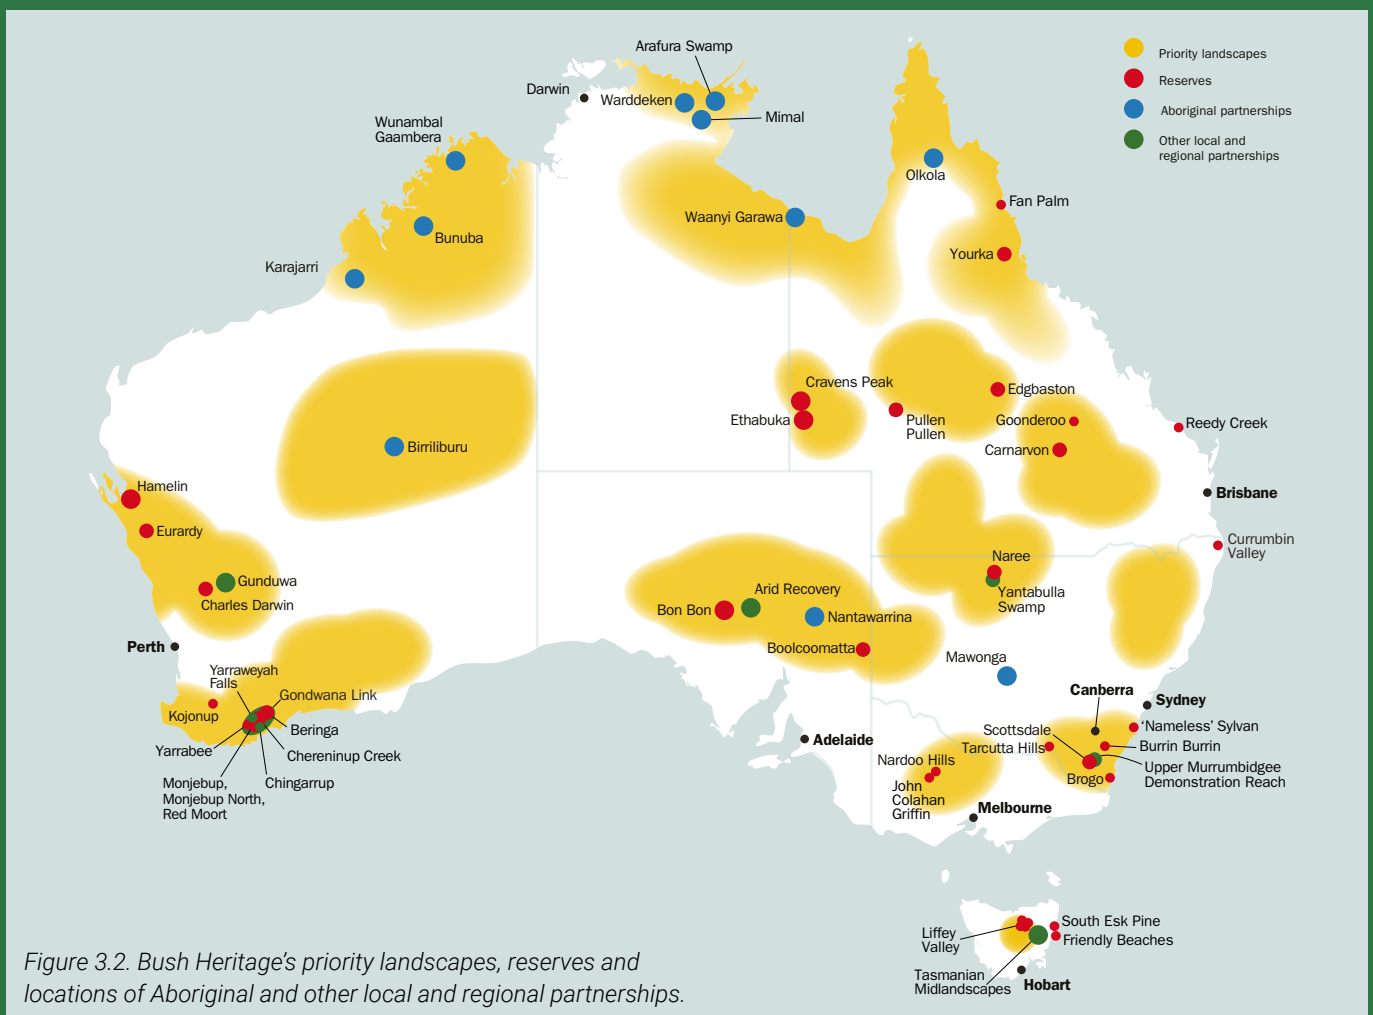 Arafura Swamp
Priority landscapes
Reserves
Darwin
Warddeken
Aboriginal partnerships
Mimal
Wunambal
Gaambera
Other local and
regional partnerships
Olkola
Fan Palm
Waanyi Garawa
Bunuba
Yourka
Karajarri
Cravens Peak
Edgbaston
Ethabuka
Pullen
Pullen
Goonderoo
Reedy Creek
Carnarvon
Birriliburu
Hamelin
Brisbane
Eurardy
Currumbin
Valley
Naree
Gunduwa
Arid Recovery
Yantabulla
Swamp
Charles Darwin
Bon Bon
Nantawarrina
Perth
Boolcoomatta
Mawonga
Yarraweyah
Falls
Gondwana Link
Canberra
Sydney
Kojonup
Beringa
Scottsdale
'Nameless' Sylvan
Adelaide
Tarcutta Hills
Burrin Burrin
Yarrabee
Chereninup Creek
Nardoo Hills
Upper Murrumbidgee
Demonstration Reach
Brogo
Monjebup,
Monjebup North,
Red Moort
Chingarrup
John
Colahan
Griffin
Melbourne
South Esk Pine
Liffey
Valley
Friendly Beaches
Tasmanian
Midlandscapes
Hobart
Figure 3.2. Bush Heritage's priority landscapes, reserves and
locations of Aboriginal and other local and regional partnerships.